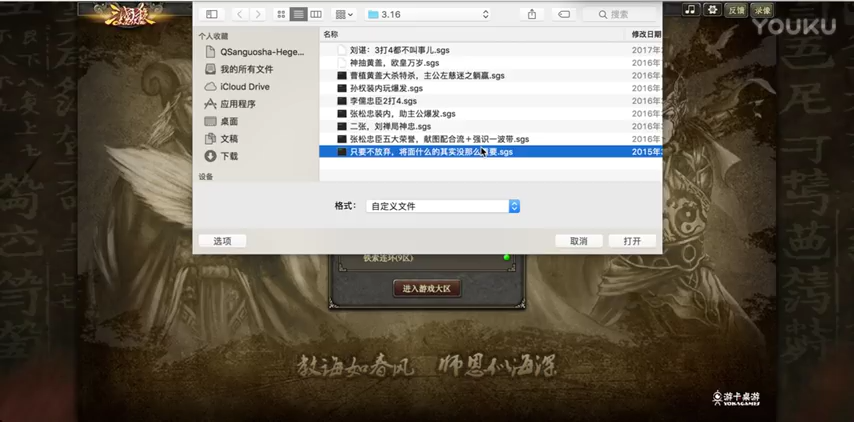 三国杀
3.16
搜索
反馈
录像
YOUKU
个人收藏
QSanguosha-Hege...
我的所有文件
iCloud Drive
应用程序
桌面
文稿
下载
设备
名称
修改日期
刘谌：3打4都不叫事儿.sgs
2017年
神抽黄盖，欧皇万岁.sgs
2016年
曹植黄盖大杀特杀，主公左慈迷之躺赢.sgs
2016年
孙权装内玩爆发.sgs
2016年
李儒忠臣2打4.sgs
2016年
张松忠装内，助主公爆发.sgs
2016年
二张，刘禅局神忠.sgs
2016年
张松忠臣五大荣誉，献图配合流＋强识一波带.sgs
2016年
只要不放弃，将面什么的其实没那么重要.sgs
2015年
格式：
自定义文件
选项
取消
打开
铁索连环(9区)
进入游戏大区
教诲如春风 师恩似海深
游卡桌游
YOKAGAMES